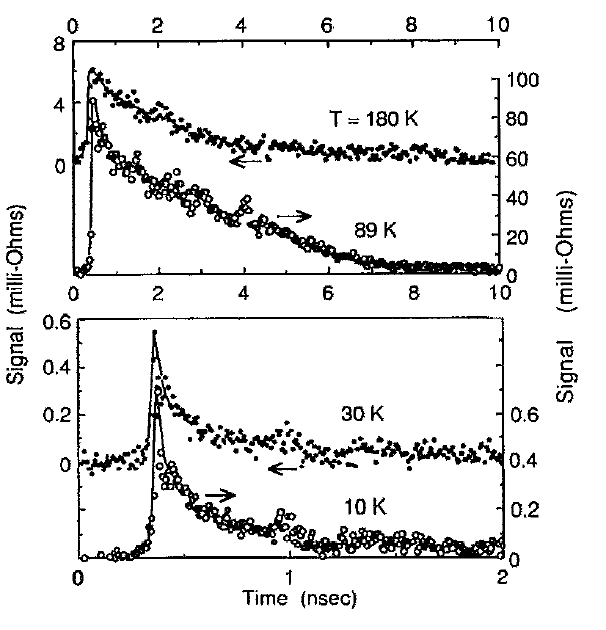 0 2 4 6 8 10
8
4
0
100
80
60
40
20
0
T = 180 K
89 K
0 2 4 6 8 10
Signal (milli-Ohms)
Signal (milli-Ohms)
0.6
0.4
0.2
0
0.6
0.4
0.2
0
30 K
10 K
0 1 2
Time (nsec)